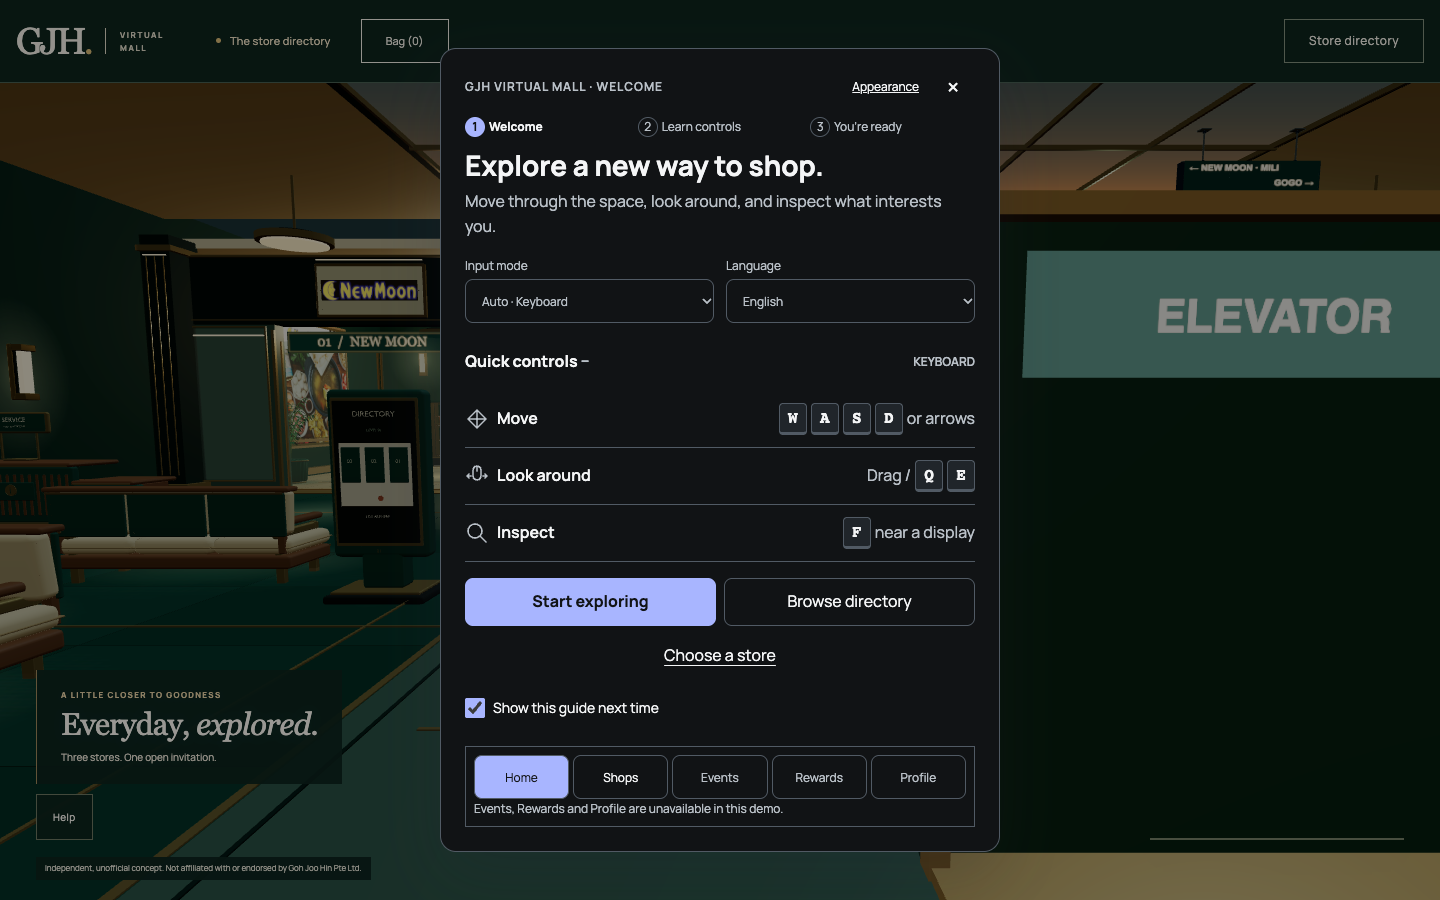 GJH.
VIRTUAL
MALL
The store directory
Bag (0)
Store directory
GJH VIRTUAL MALL · WELCOME
Appearance
×
1 Welcome
2 Learn controls
3 You're ready
Explore a new way to shop.
Move through the space, look around, and inspect what interests
you.
Input mode
Language
Auto · Keyboard
English
Quick controls –
KEYBOARD
Move
W A S D or arrows
Look around
Drag / Q E
Inspect
F near a display
Start exploring
Browse directory
Choose a store
Show this guide next time
Home
Shops
Events
Rewards
Profile
Events, Rewards and Profile are unavailable in this demo.
← NEW MOON · MILI
GOGO →
ELEVATOR
NewMoon
01 / NEW MOON
DIRECTORY
SERVICE
A LITTLE CLOSER TO GOODNESS
Everyday, explored.
Three stores. One open invitation.
Help
Independent, unofficial concept. Not affiliated with or endorsed by Goh Joo Hin Pte Ltd.